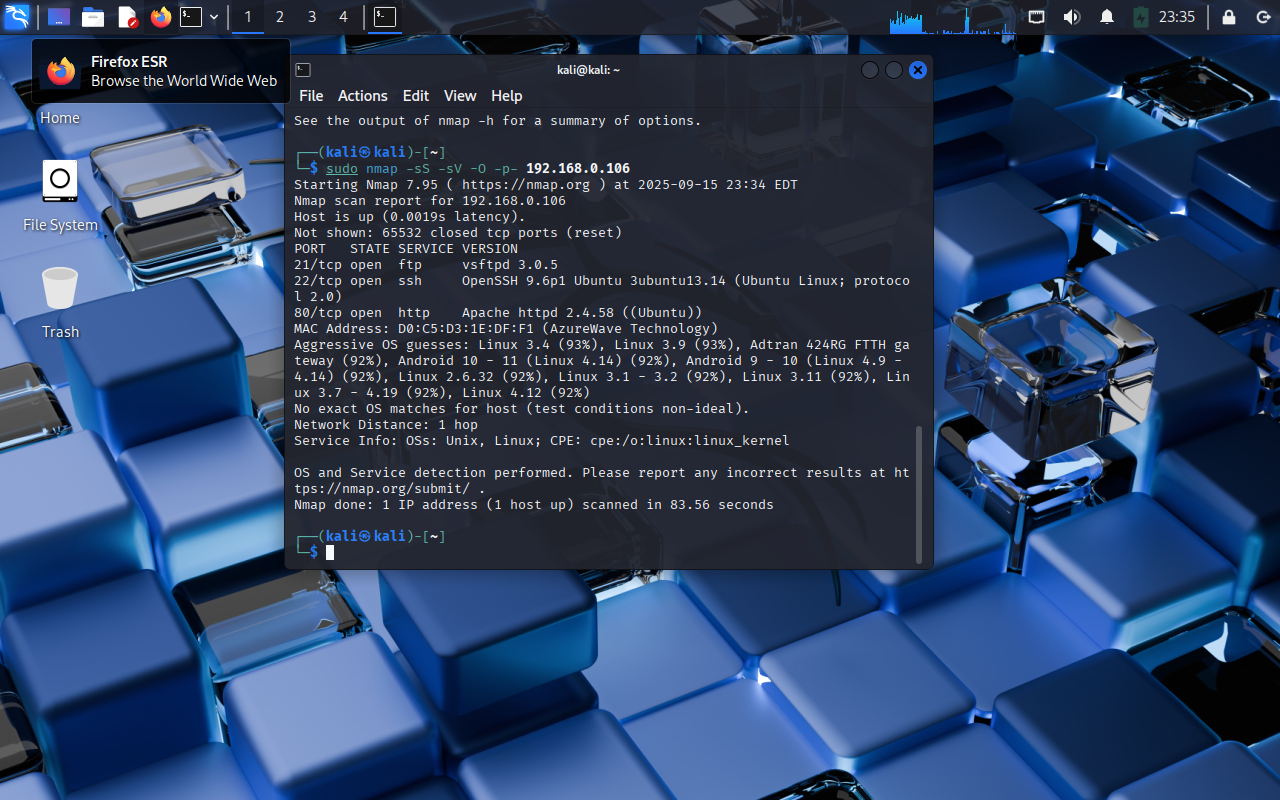 1 2 3 4
23:35
Firefox ESR
Browse the World Wide Web
Home
File System
Trash
kali@kali: ~
File Actions Edit View Help
See the output of nmap -h for a summary of options.
┌──(kali㉿kali)-[~]
└─$ sudo nmap -sS -sV -O -p- 192.168.0.106
Starting Nmap 7.95 ( https://nmap.org ) at 2025-09-15 23:34 EDT
Nmap scan report for 192.168.0.106
Host is up (0.0019s latency).
Not shown: 65532 closed tcp ports (reset)
PORT   STATE SERVICE VERSION
21/tcp open  ftp     vsftpd 3.0.5
22/tcp open  ssh     OpenSSH 9.6p1 Ubuntu 3ubuntu13.14 (Ubuntu Linux; protoco
l 2.0)
80/tcp open  http    Apache httpd 2.4.58 ((Ubuntu))
MAC Address: D0:C5:D3:1E:DF:F1 (AzureWave Technology)
Aggressive OS guesses: Linux 3.4 (93%), Linux 3.9 (93%), Adtran 424RG FTTH ga
teway (92%), Android 10 - 11 (Linux 4.14) (92%), Android 9 - 10 (Linux 4.9 -
4.14) (92%), Linux 2.6.32 (92%), Linux 3.1 - 3.2 (92%), Linux 3.11 (92%), Lin
ux 3.7 - 4.19 (92%), Linux 4.12 (92%)
No exact OS matches for host (test conditions non-ideal).
Network Distance: 1 hop
Service Info: OSs: Unix, Linux; CPE: cpe:/o:linux:linux_kernel
OS and Service detection performed. Please report any incorrect results at ht
tps://nmap.org/submit/ .
Nmap done: 1 IP address (1 host up) scanned in 83.56 seconds
┌──(kali㉿kali)-[~]
└─$